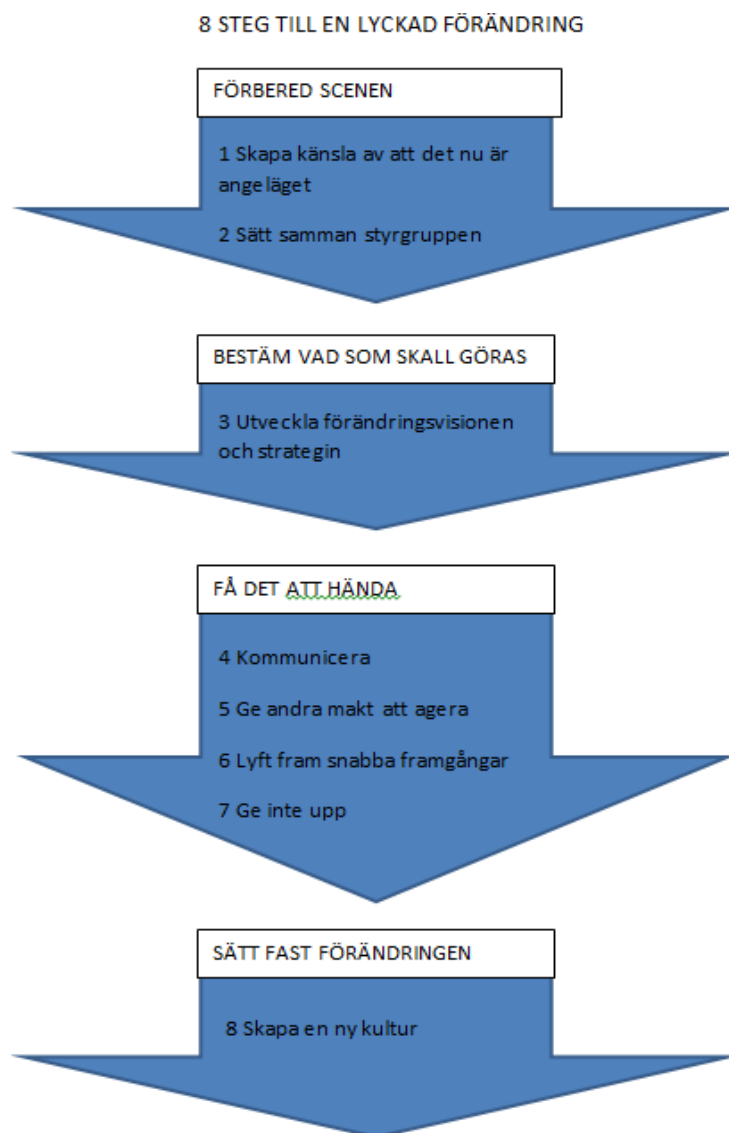 8 STEG TILL EN LYCKAD FÖRÄNDRING
FÖRBERED SCENEN
1 Skapa känsla av att det nu är
angeläget
2 Sätt samman styrgruppen
BESTÄM VAD SOM SKALL GÖRAS
3 Utveckla förändringsvisionen
och strategin
FÅ DET ATT HÄNDA
4 Kommunicera
5 Ge andra makt att agera
6 Lyft fram snabba framgångar
7 Ge inte upp
SÄTT FAST FÖRÄNDRINGEN
8 Skapa en ny kultur